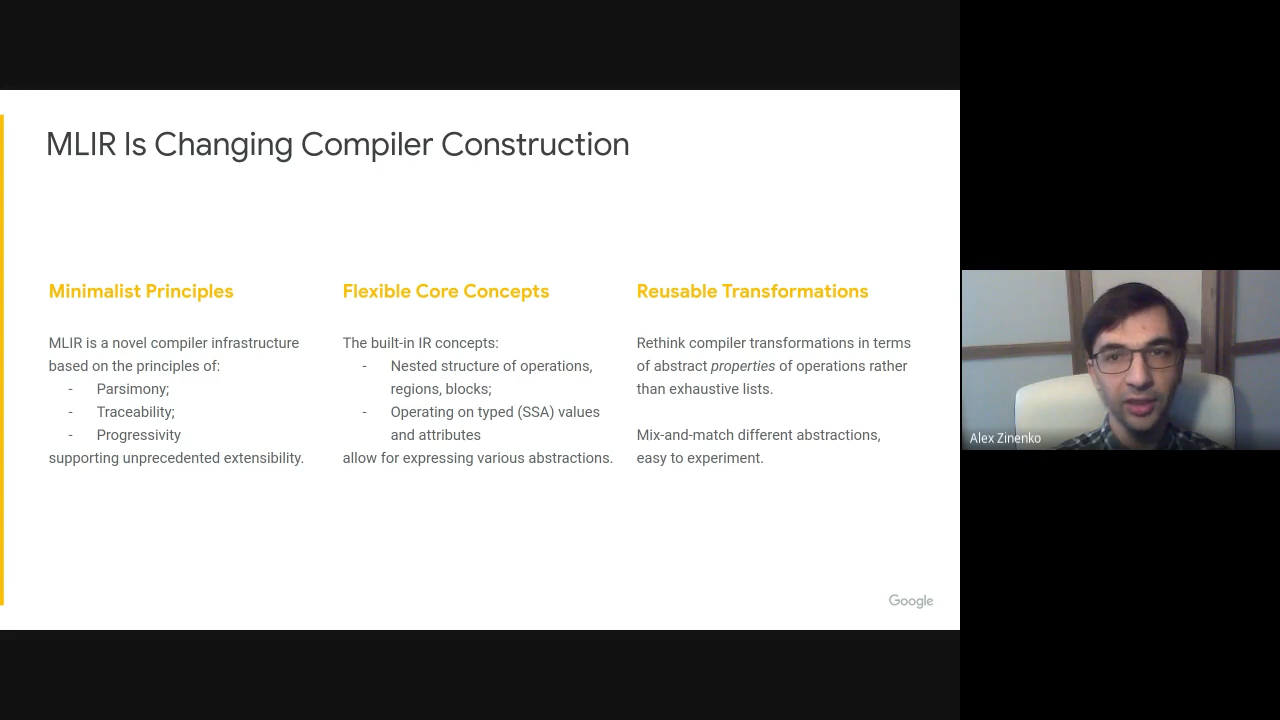 MLIR Is Changing Compiler Construction
Minimalist Principles
MLIR is a novel compiler infrastructure
based on the principles of:
- Parsimony;
- Traceability;
- Progressivity
supporting unprecedented extensibility.
Flexible Core Concepts
The built-in IR concepts:
- Nested structure of operations,
regions, blocks;
- Operating on typed (SSA) values
and attributes
allow for expressing various abstractions.
Reusable Transformations
Rethink compiler transformations in terms
of abstract properties of operations rather
than exhaustive lists.
Mix-and-match different abstractions,
easy to experiment.
Google
Alex Zinenko